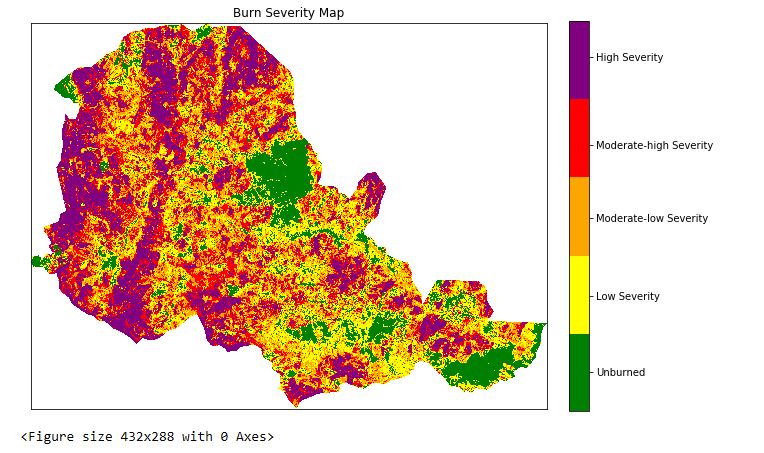 Burn Severity Map
High Severity
Moderate-high Severity
Moderate-low Severity
Low Severity
Unburned
<Figure size 432x288 with 0 Axes>